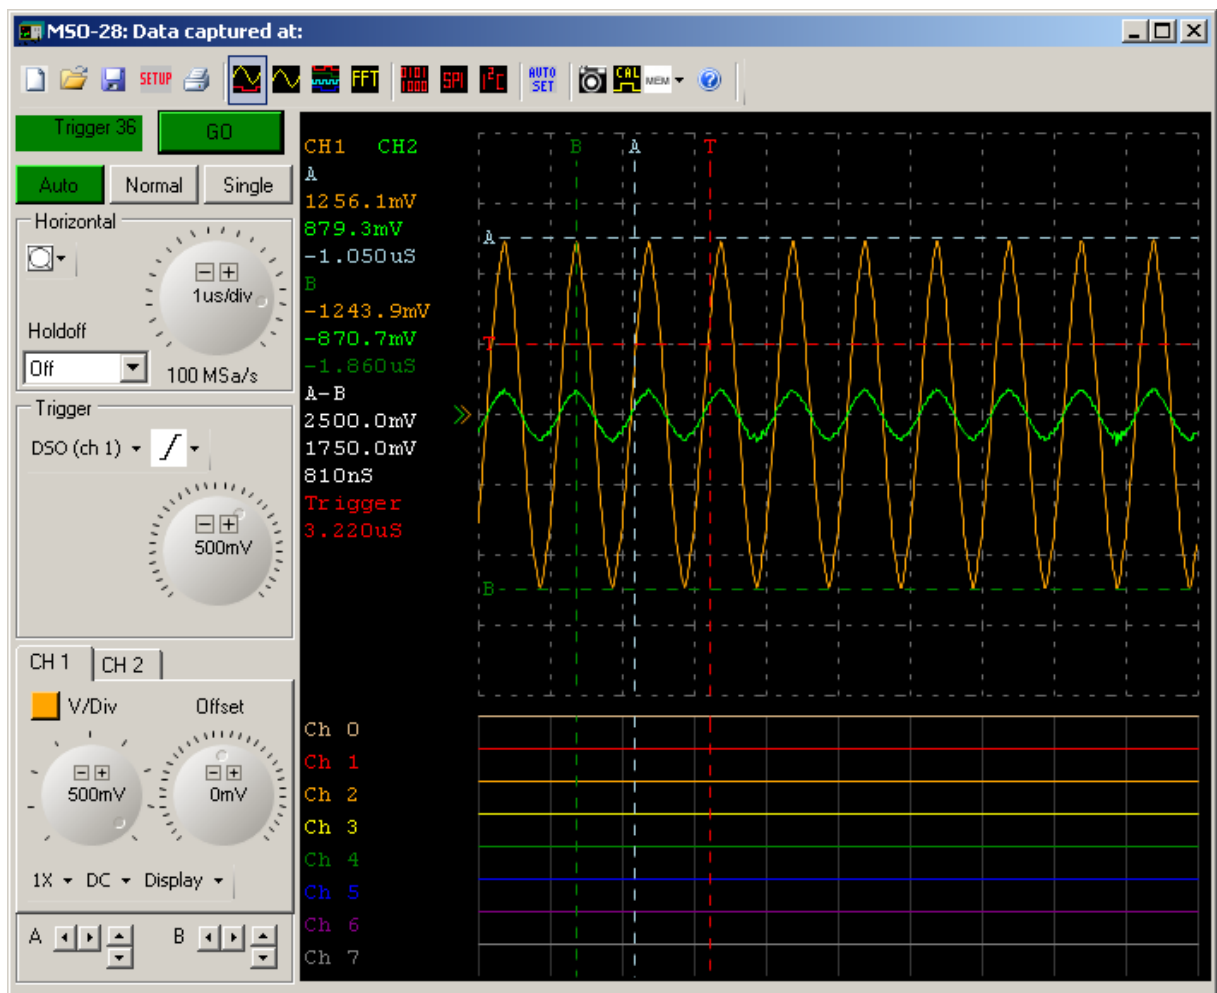 MSO-28: Data captured at:
SETUP FFT 0101 1000 SPI I²C AUTO SET CAL MEM ?
Trigger 36 GO
Auto Normal Single
Horizontal
1us/div
Holdoff
Off
100 MSa/s
Trigger
DSO (ch 1)
500mV
CH 1 CH 2
V/Div Offset
500mV 0mV
1X DC Display
A B
CH1 CH2
A
1256.1mV
879.3mV
-1.050uS
B
-1243.9mV
-870.7mV
-1.860uS
A-B
2500.0mV
1750.0mV
810nS
Trigger
3.220uS
B A T
A
T
B
Ch 0
Ch 1
Ch 2
Ch 3
Ch 4
Ch 5
Ch 6
Ch 7